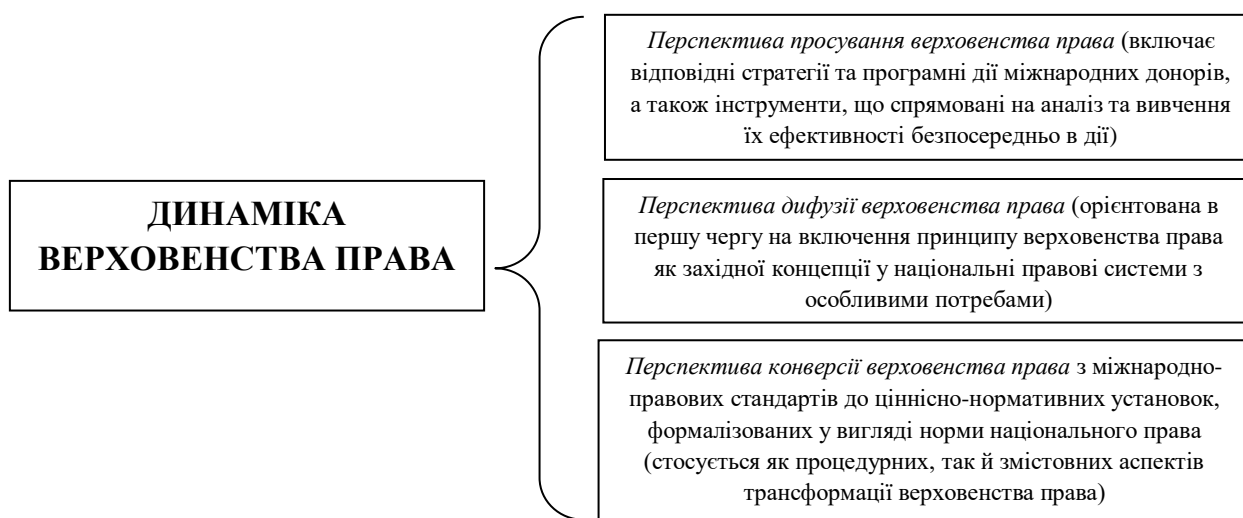 ДИНАМІКА
ВЕРХОВЕНСТВА ПРАВА
Перспектива просування верховенства права (включає
відповідні стратегії та програмні дії міжнародних донорів,
а також інструменти, що спрямовані на аналіз та вивчення
їх ефективності безпосередньо в дії)
Перспектива дифузії верховенства права (орієнтована в
першу чергу на включення принципу верховенства права
як західної концепції у національні правові системи з
особливими потребами)
Перспектива конверсії верховенства права з міжнародно-
правових стандартів до ціннісно-нормативних установок,
формалізованих у вигляді норми національного права
(стосується як процедурних, так й змістовних аспектів
трансформації верховенства права)